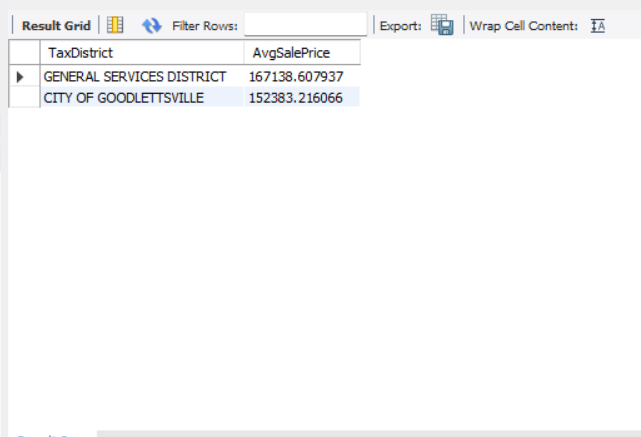 Result Grid Filter Rows: Export: Wrap Cell Content:
TaxDistrict AvgSalePrice
GENERAL SERVICES DISTRICT 167138.607937
CITY OF GOODLETTSVILLE 152383.216066